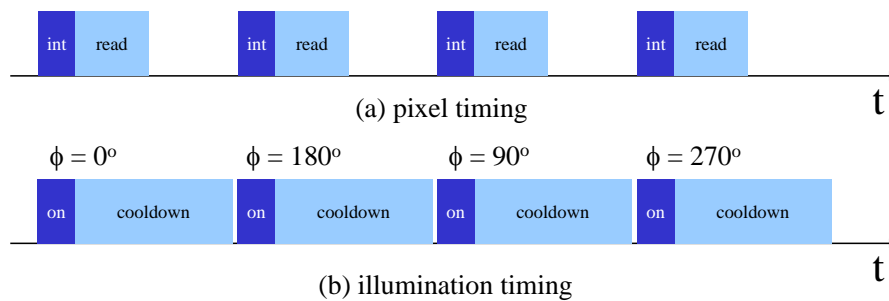 int read int read int read int read
t
(a) pixel timing
ϕ = 0° ϕ = 180° ϕ = 90° ϕ = 270°
on cooldown on cooldown on cooldown on cooldown
t
(b) illumination timing